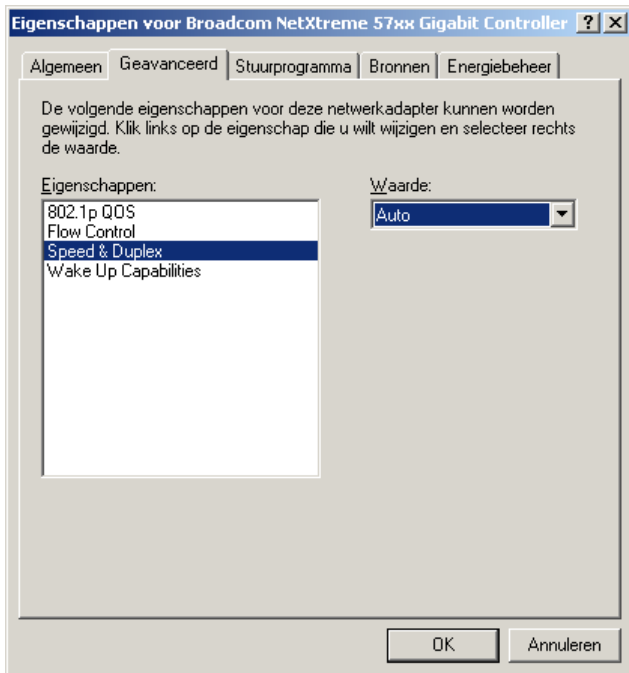 Eigenschappen voor Broadcom NetXtreme 57xx Gigabit Controller
Algemeen Geavanceerd Stuurprogramma Bronnen Energiebeheer
De volgende eigenschappen voor deze netwerkadapter kunnen worden
gewijzigd. Klik links op de eigenschap die u wilt wijzigen en selecteer rechts
de waarde.
Eigenschappen:
802.1p QOS
Flow Control
Speed & Duplex
Wake Up Capabilities
Waarde:
Auto
OK Annuleren